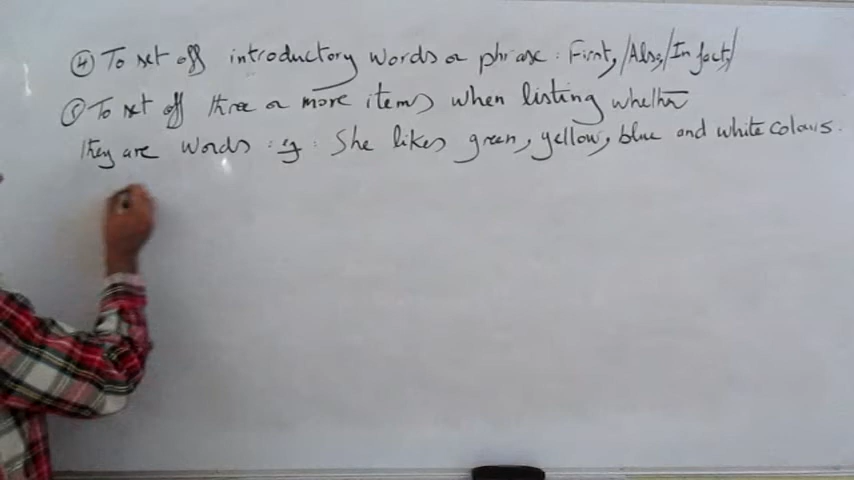 ④ To set off introductory words or phrase : First, / Also, / In fact, /
⑤ To set off three or more items when listing whether
they are words : eg : She likes green, yellow, blue and white colours.